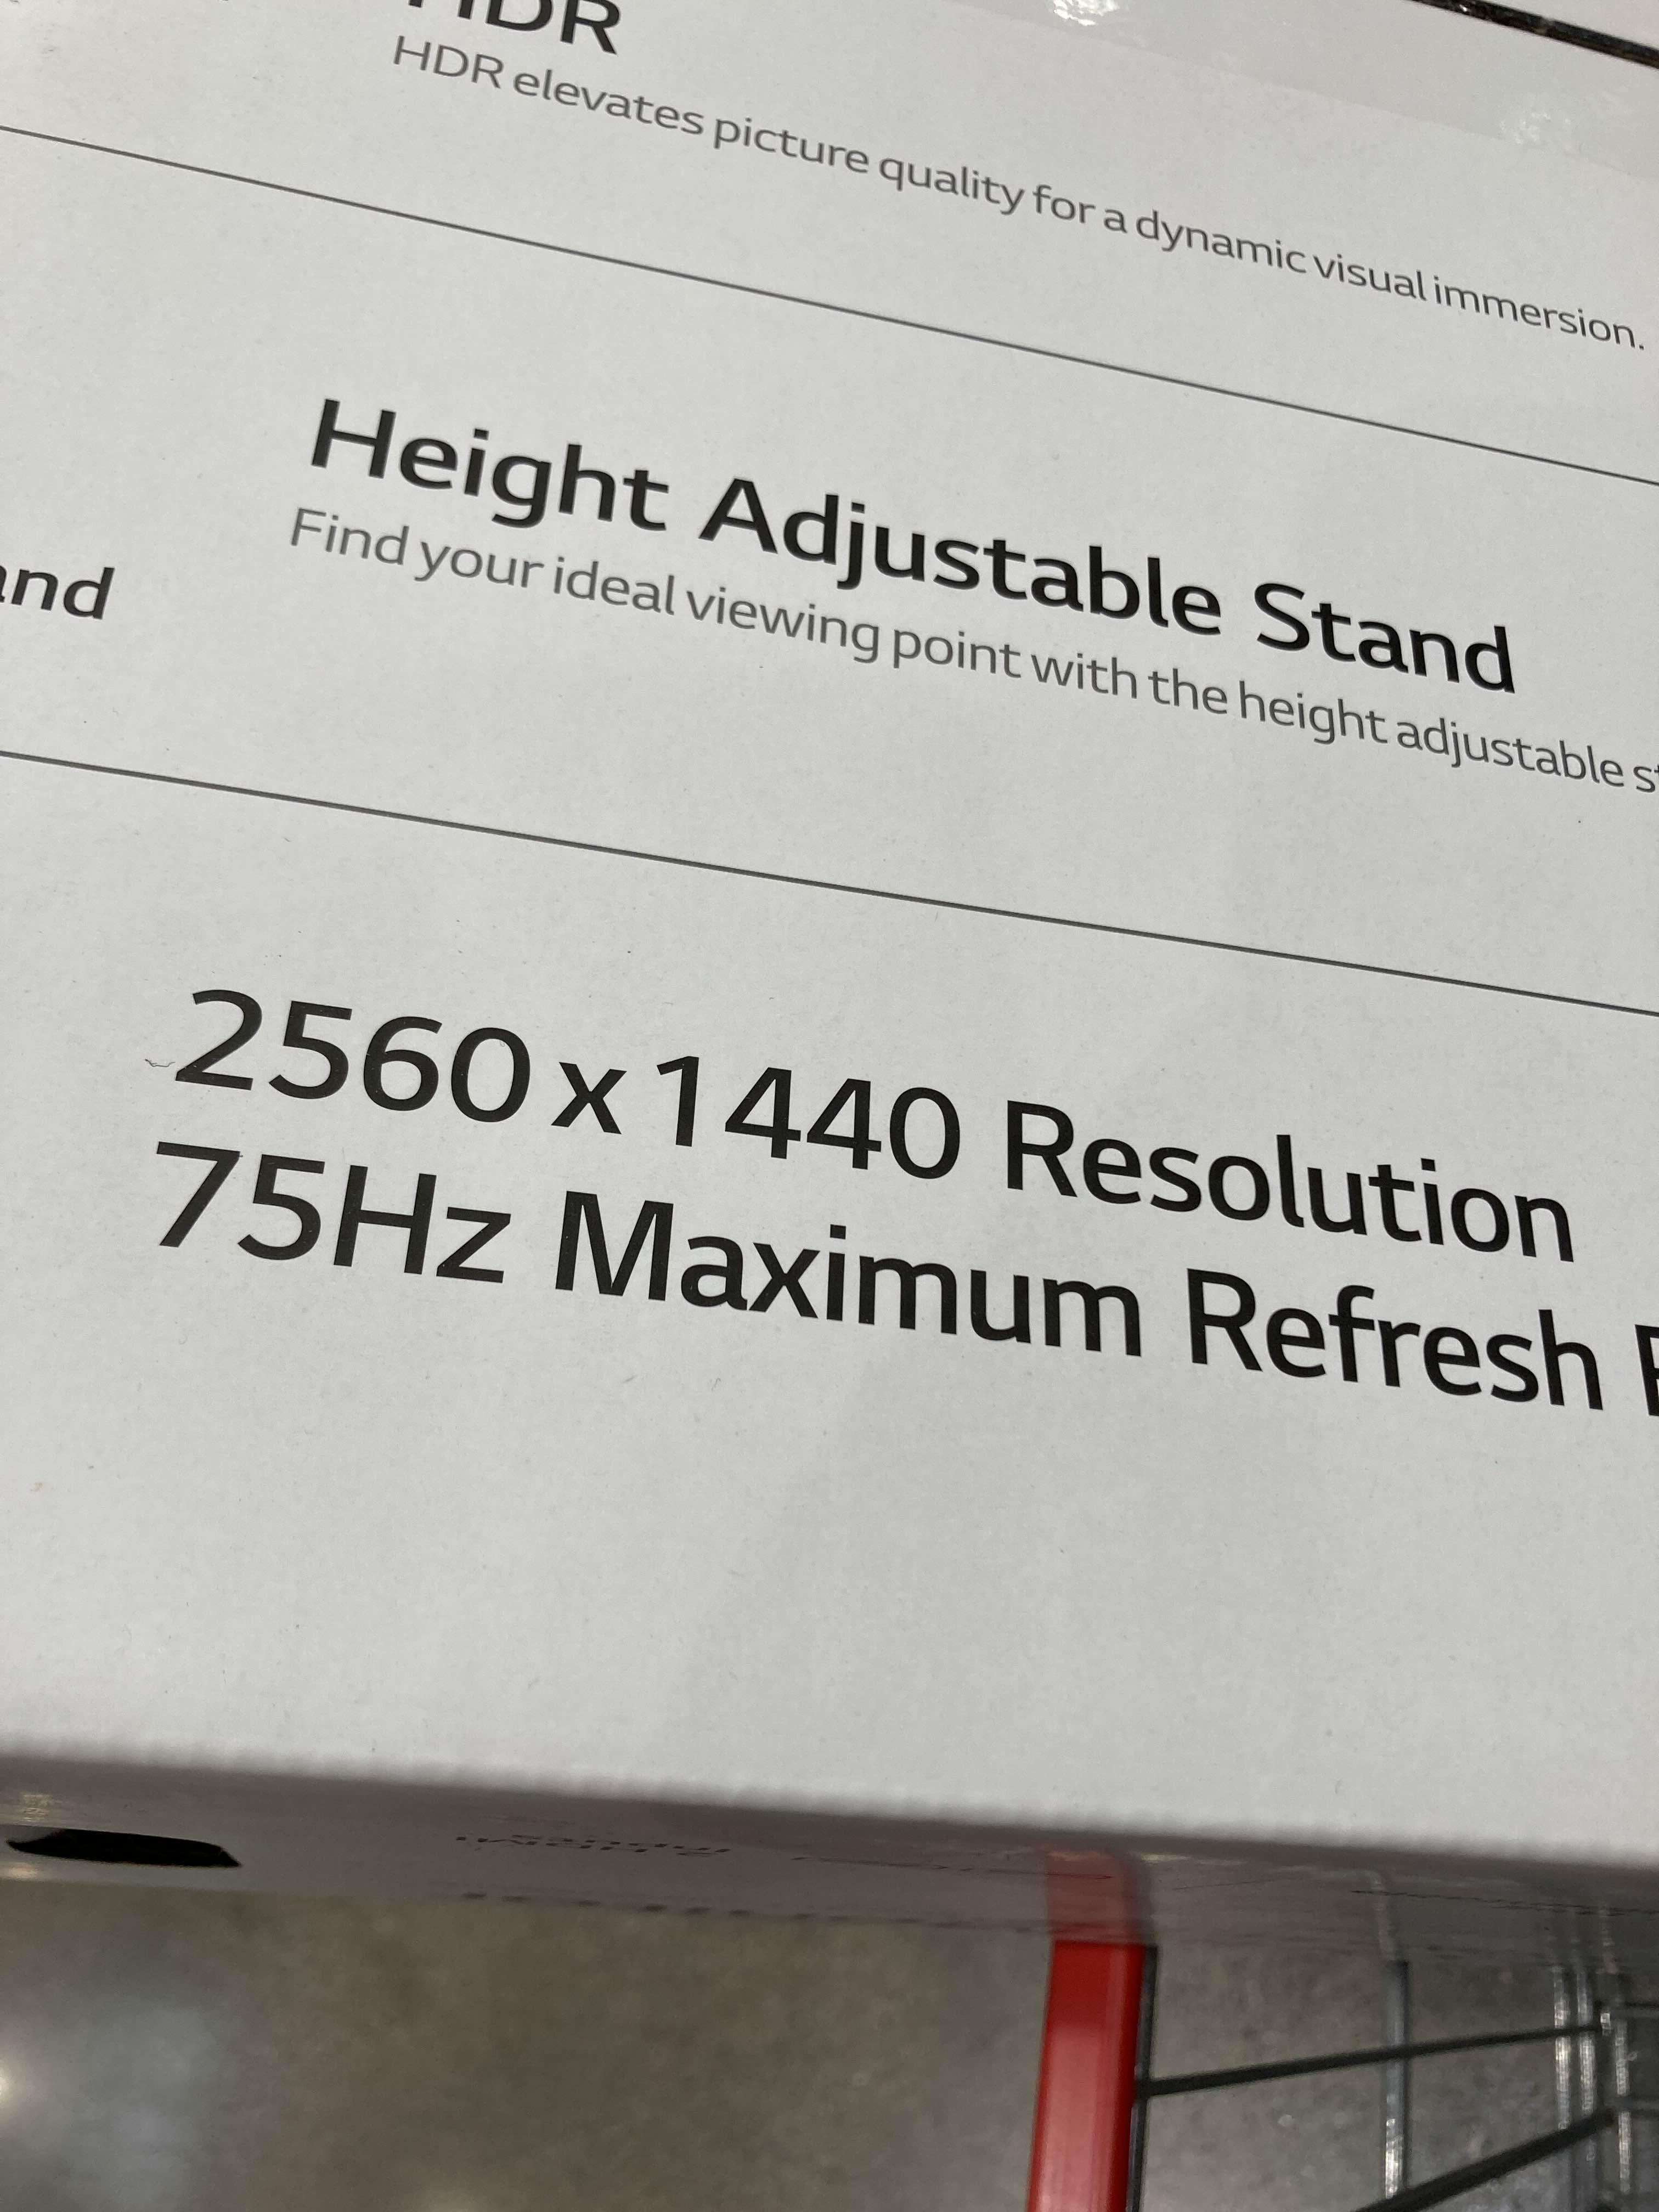 HDR
HDR elevates picture quality for a dynamic visual immersion.
Height Adjustable Stand
Find your ideal viewing point with the height adjustable
and
2560 x 1440 Resolution
75Hz Maximum Refresh